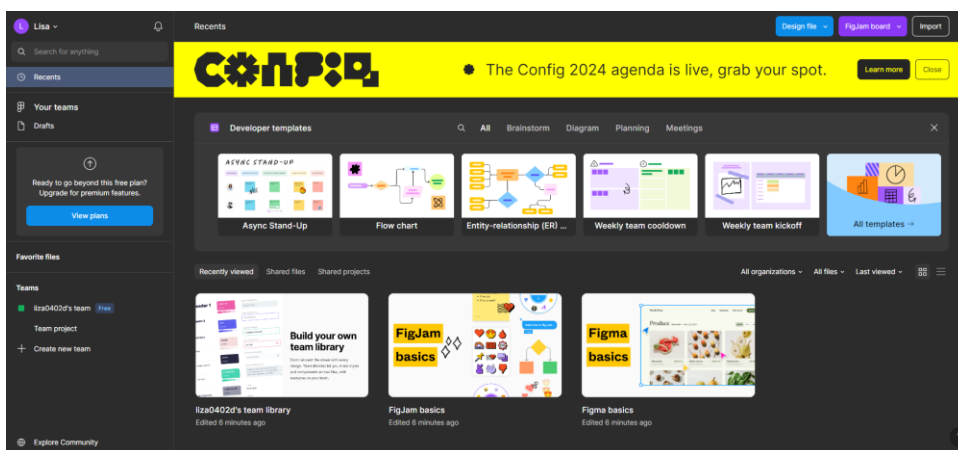 L Lisa
Search for anything
Recents
Your teams
Drafts
Ready to go beyond this free plan?
Upgrade for premium features.
View plans
Favorite files
Teams
liza0402d's team Free
Team project
Create new team
Explore Community
Recents
Design file
FigJam board
Import
CONFIG
The Config 2024 agenda is live, grab your spot.
Learn more
Close
Developer templates
All Brainstorm Diagram Planning Meetings
ASYNC STAND-UP
Async Stand-Up
Flow chart
Entity-relationship (ER) ...
Weekly team cooldown
Weekly team kickoff
All templates →
Recently viewed Shared files Shared projects
All organizations All files Last viewed
Build your own
team library
FigJam
basics
Figma
basics
Produce
liza0402d's team library
Edited 6 minutes ago
FigJam basics
Edited 6 minutes ago
Figma basics
Edited 6 minutes ago